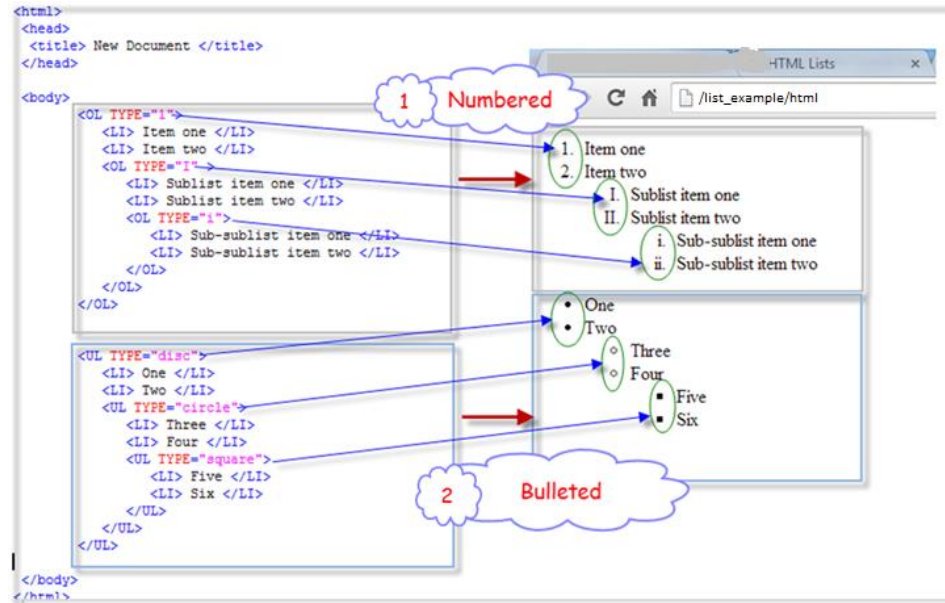 <html>
<head>
<title> New Document </title>
</head>
<body>
<OL TYPE="1">
<LI> Item one </LI>
<LI> Item two </LI>
<OL TYPE="I" >
<LI> Sublist item one </LI>
<LI> Sublist item two </LI>
<OL TYPE="i">
<LI> Sub-sublist item one </LI>
<LI> Sub-sublist item two </LI>
</OL>
</OL>
</OL>
<UL TYPE="disc">
<LI> One </LI>
<LI> Two </LI>
<UL TYPE="circle">
<LI> Three </LI>
<LI> Four </LI>
<UL TYPE="square">
<LI> Five </LI>
<LI> Six </LI>
</UL>
</UL>
</UL>
</body>
</html>
1 Numbered
HTML Lists ×
/list_example/html
1. Item one
2. Item two
I. Sublist item one
II. Sublist item two
i. Sub-sublist item one
ii. Sub-sublist item two
• One
• Two
○ Three
○ Four
▪ Five
▪ Six
2 Bulleted